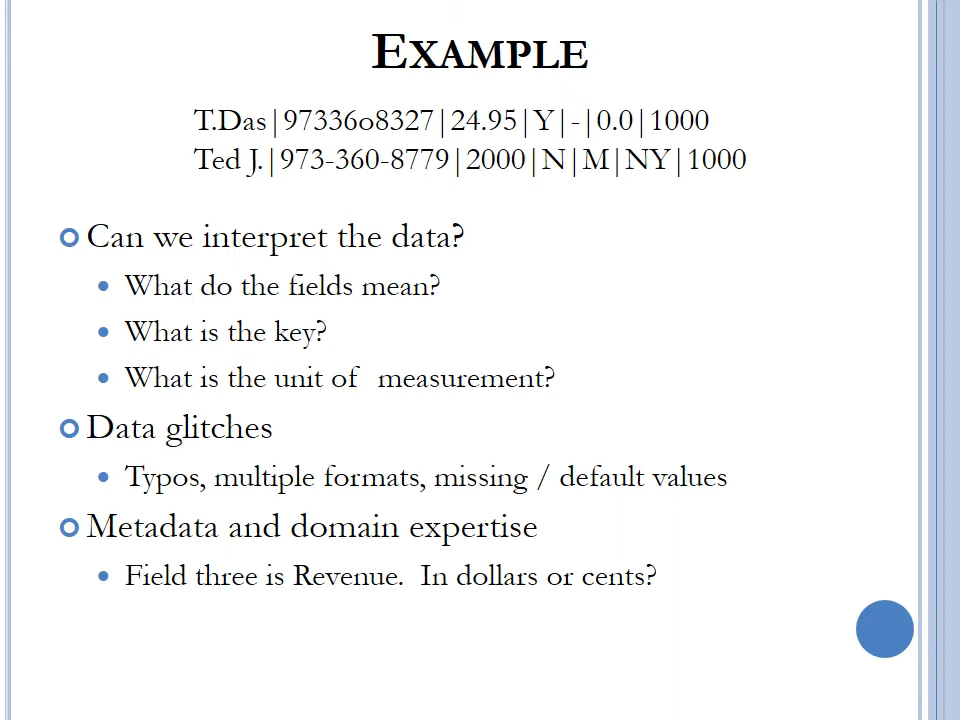 EXAMPLE
T.Das|97336o8327|24.95|Y|-|0.0|1000
Ted J.|973-360-8779|2000|N|M|NY|1000
Can we interpret the data?
What do the fields mean?
What is the key?
What is the unit of measurement?
Data glitches
Typos, multiple formats, missing / default values
Metadata and domain expertise
Field three is Revenue. In dollars or cents?